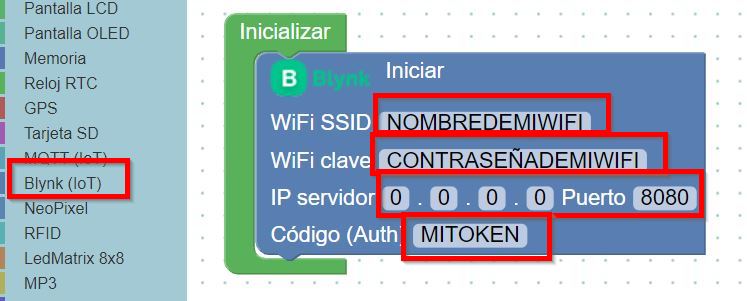 Pantalla LCD
Pantalla OLED
Memoria
Reloj RTC
GPS
Tarjeta SD
MQTT (IoT)
Blynk (IoT)
NeoPixel
RFID
LedMatrix 8x8
MP3
Inicializar
B Blynk Iniciar
WiFi SSID NOMBREDEMIWIFI
WiFi clave CONTRASEÑADEMIWIFI
IP servidor 0 . 0 . 0 . 0 Puerto 8080
Código (Auth) MITOKEN